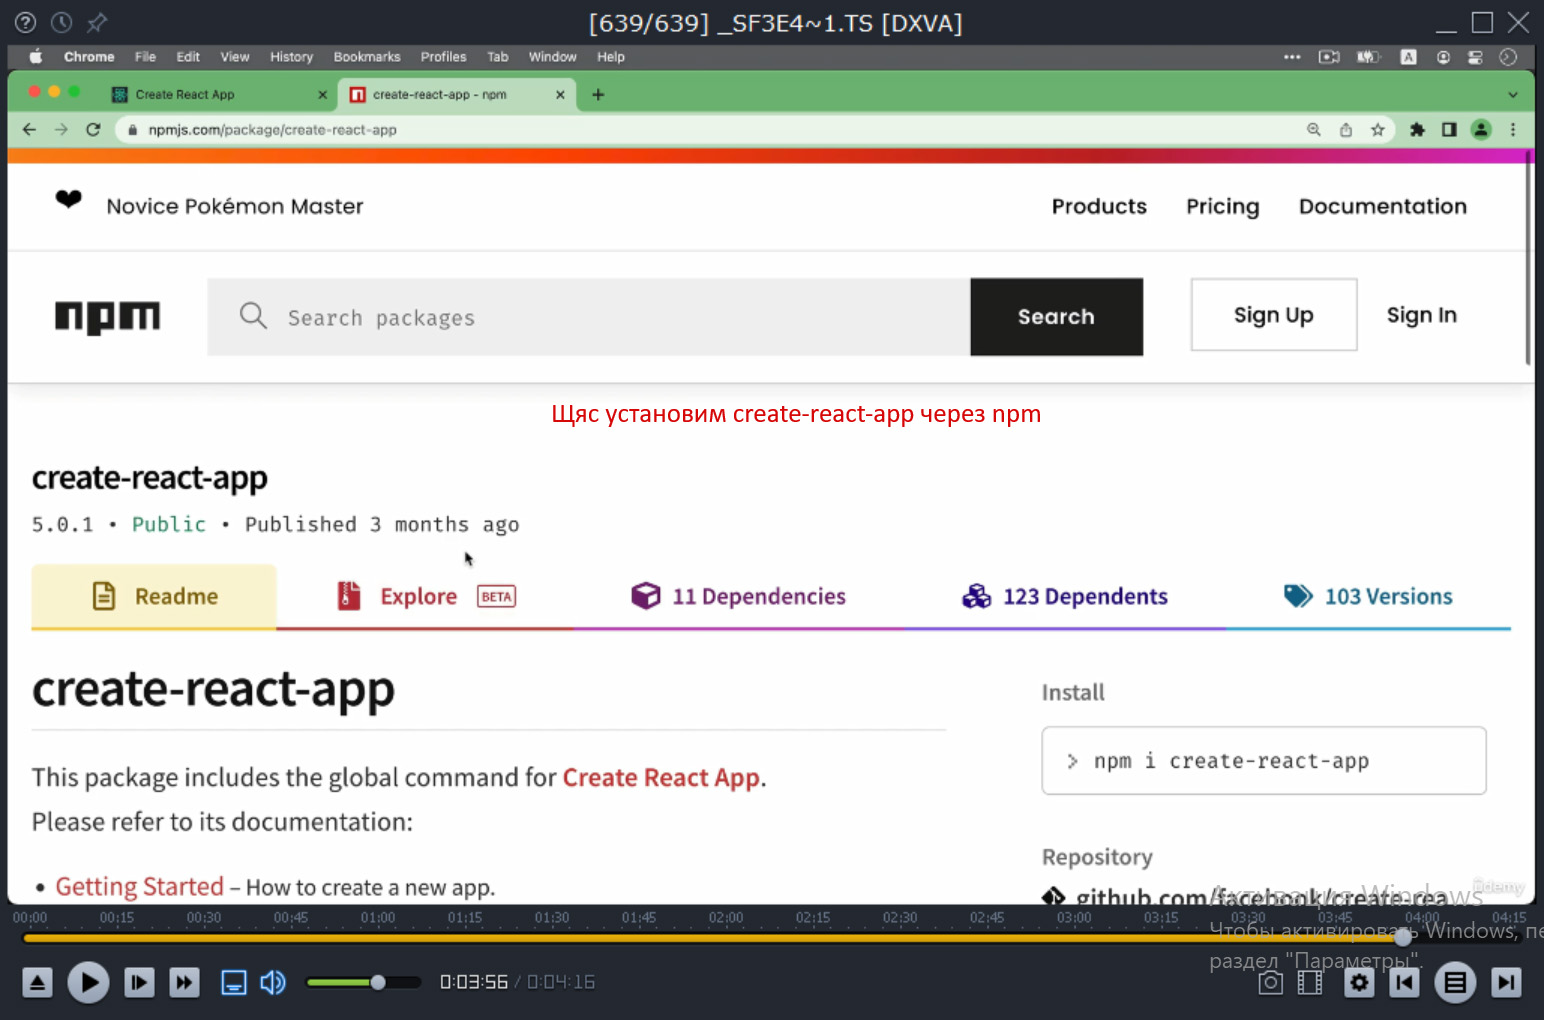 [639/639] _SF3E4~1.TS [DXVA]
Chrome File Edit View History Bookmarks Profiles Tab Window Help
Create React App
create-react-app - npm
npmjs.com/package/create-react-app
Novice Pokémon Master
Products Pricing Documentation
npm
Search packages
Search
Sign Up
Sign In
Щяс установим create-react-app через npm
create-react-app
5.0.1 • Public • Published 3 months ago
Readme
Explore BETA
11 Dependencies
123 Dependents
103 Versions
create-react-app
This package includes the global command for Create React App.
Please refer to its documentation:
• Getting Started – How to create a new app.
Install
> npm i create-react-app
Repository
github.com/facebook/create-rea
Udemy
Активация Windows
Чтобы активировать Windows, пе
раздел "Параметры".
00:00 00:15 00:30 00:45 01:00 01:15 01:30 01:45 02:00 02:15 02:30 02:45 03:00 03:15 03:30 03:45 04:00 04:15
0:03:56 / 0:04:16